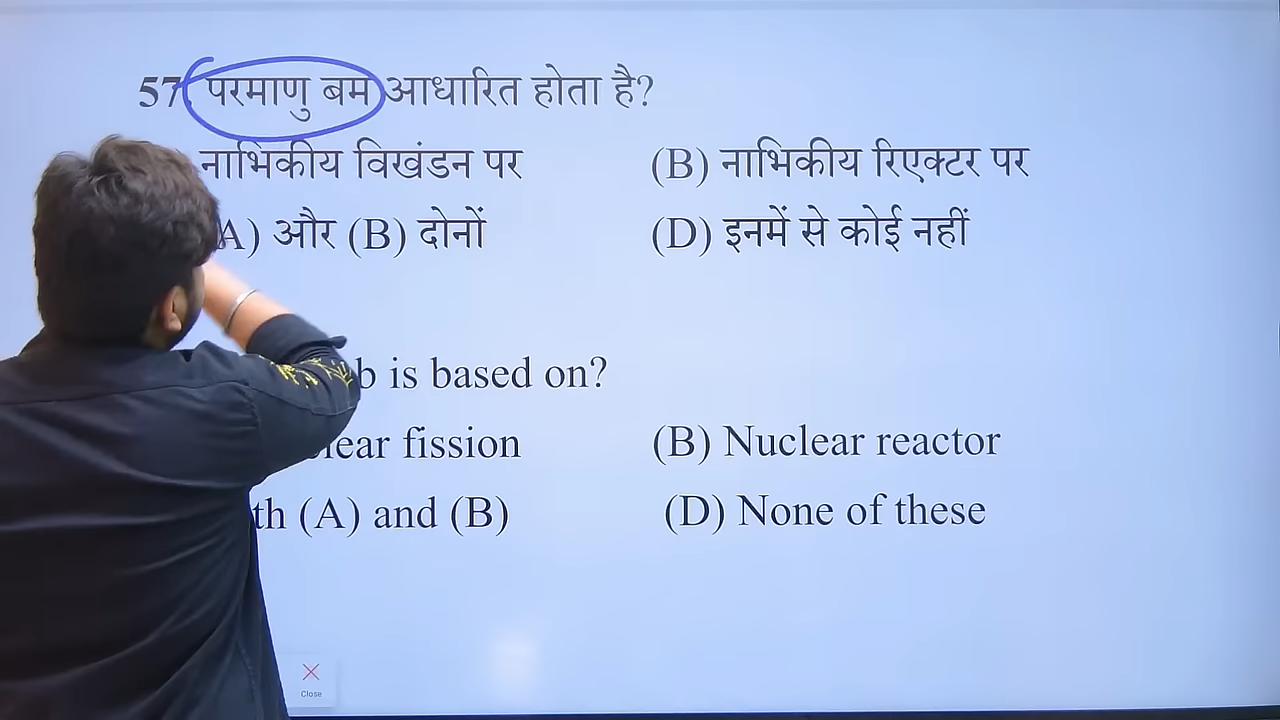 57. परमाणु बम आधारित होता है?
नाभिकीय विखंडन पर (B) नाभिकीय रिएक्टर पर
A) और (B) दोनों (D) इनमें से कोई नहीं
b is based on?
lear fission (B) Nuclear reactor
th (A) and (B) (D) None of these
Close